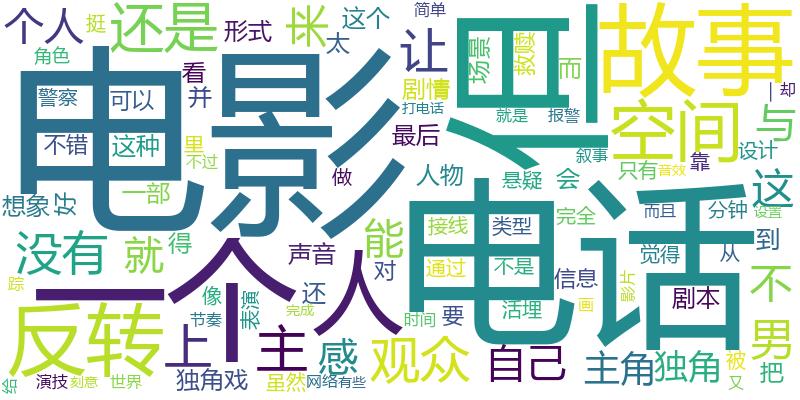 个人
挺
形式
还是
来
太
这个
简单
让
场景
救赎
而
故事
角色
看
并
剧情
打电话
但
就是
报警
一
却
警察
可以
电影
空间
与
不错
这种
里
不过
最后
叙事
只有
音效
靠
设计
想象
好
一部
做
人物
悬疑
会
这
没有
就
得
声音
能
接线
类型
完全
而且
分钟
设置
觉得
从
到
踪
一个
人
像
还
对
通过
不是
信息
电话
影片
不
反转
节奏
表演
完成
时间
要
活埋
画
剧本
上
主
感
观众
自己
主角
独角
被
男
把
又
给
演技
刻意
世界
独角戏
虽然
网络
有些